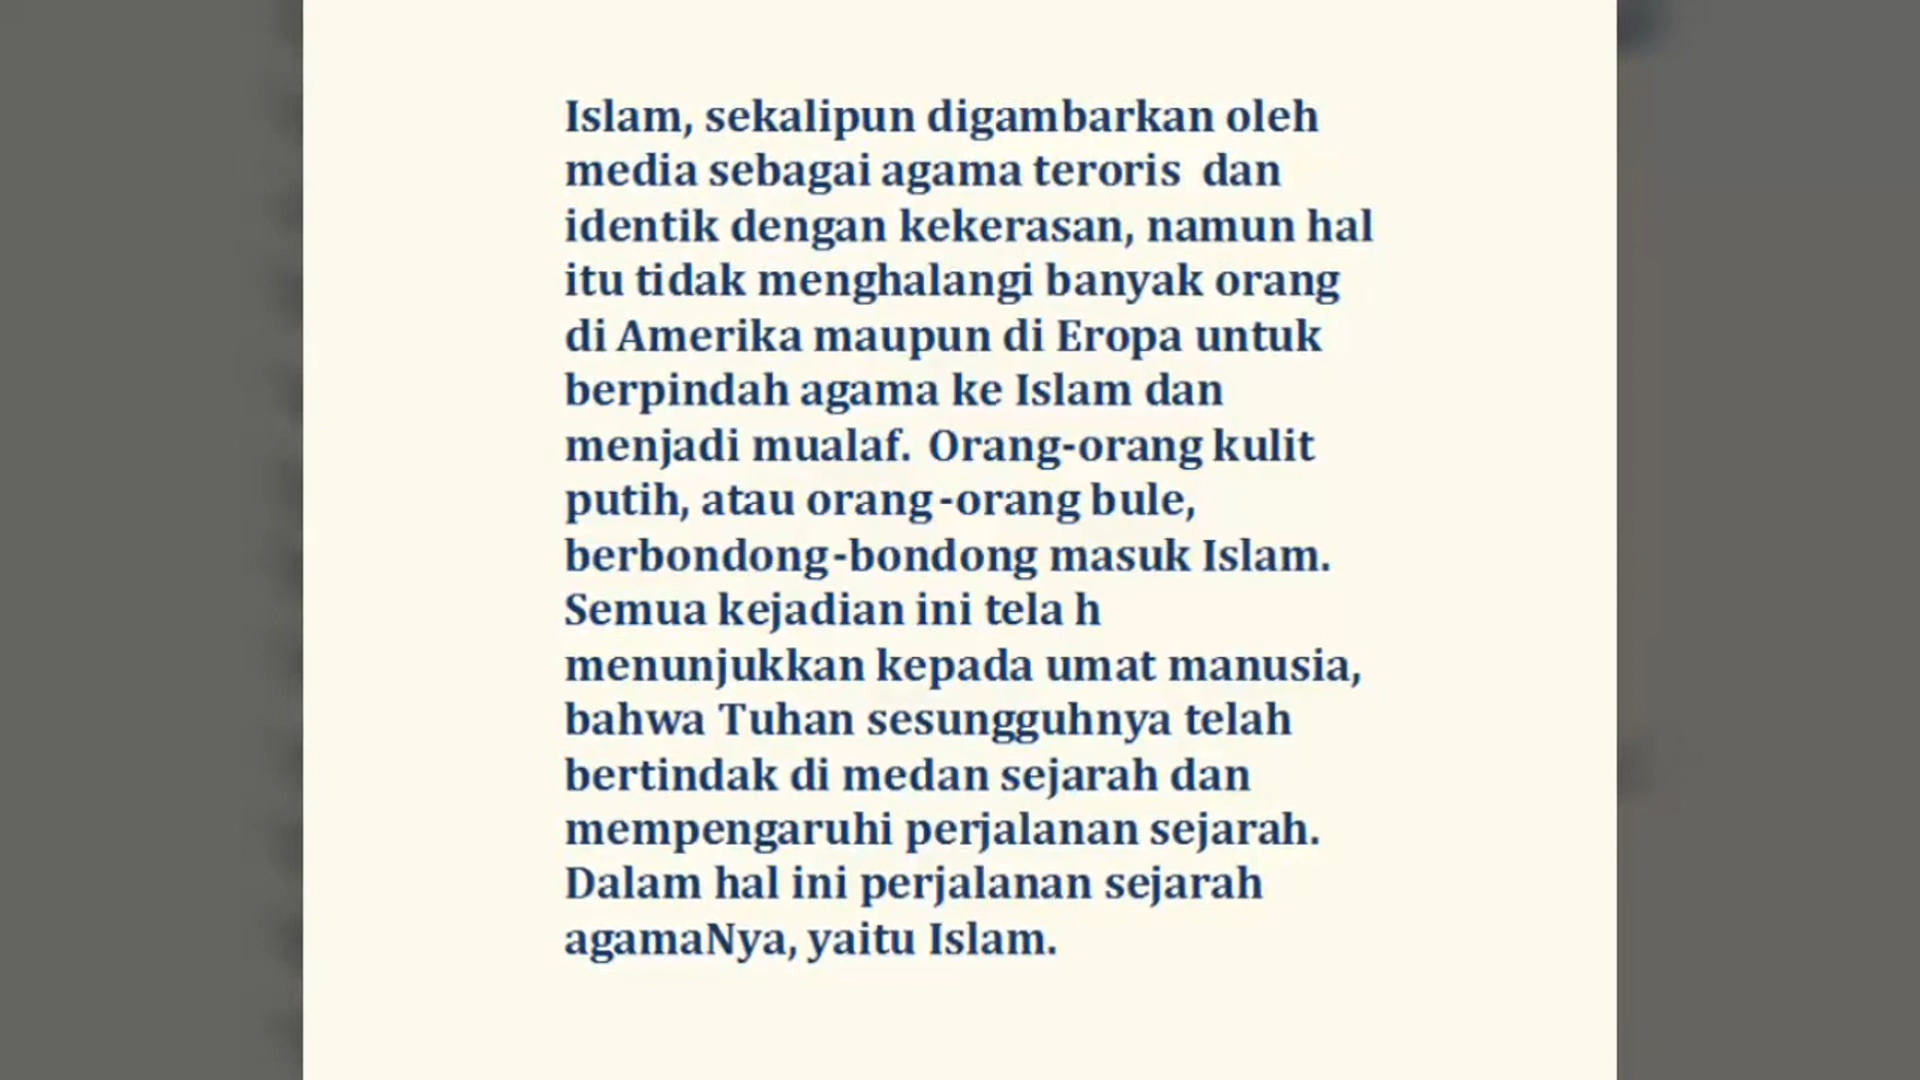 Islam, sekalipun digambarkan oleh
media sebagai agama teroris  dan
identik dengan kekerasan, namun hal
itu tidak menghalangi banyak orang
di Amerika maupun di Eropa untuk
berpindah agama ke Islam dan
menjadi mualaf.  Orang-orang kulit
putih, atau orang-orang bule,
berbondong-bondong masuk Islam.
Semua kejadian ini tela h
menunjukkan kepada umat manusia,
bahwa Tuhan sesungguhnya telah
bertindak di medan sejarah dan
mempengaruhi perjalanan sejarah.
Dalam hal ini perjalanan sejarah
agamaNya, yaitu Islam.